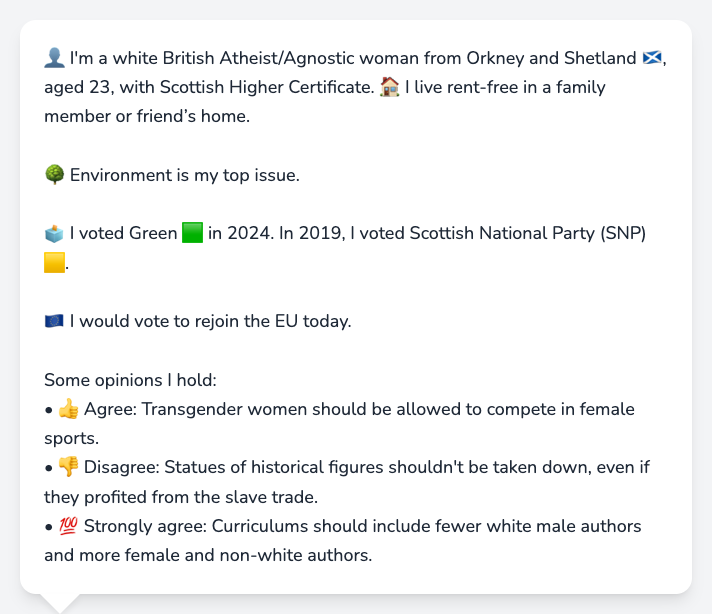 👤 I'm a white British Atheist/Agnostic woman from Orkney and Shetland 🏴󠁧󠁢󠁳󠁣󠁴󠁿,
aged 23, with Scottish Higher Certificate. 🏠 I live rent-free in a family
member or friend’s home.
🌳 Environment is my top issue.
🗳️ I voted Green 🟩 in 2024. In 2019, I voted Scottish National Party (SNP)
🟨.
🇪🇺 I would vote to rejoin the EU today.
Some opinions I hold:
• 👍 Agree: Transgender women should be allowed to compete in female
sports.
• 👎 Disagree: Statues of historical figures shouldn't be taken down, even if
they profited from the slave trade.
• 💯 Strongly agree: Curriculums should include fewer white male authors
and more female and non-white authors.